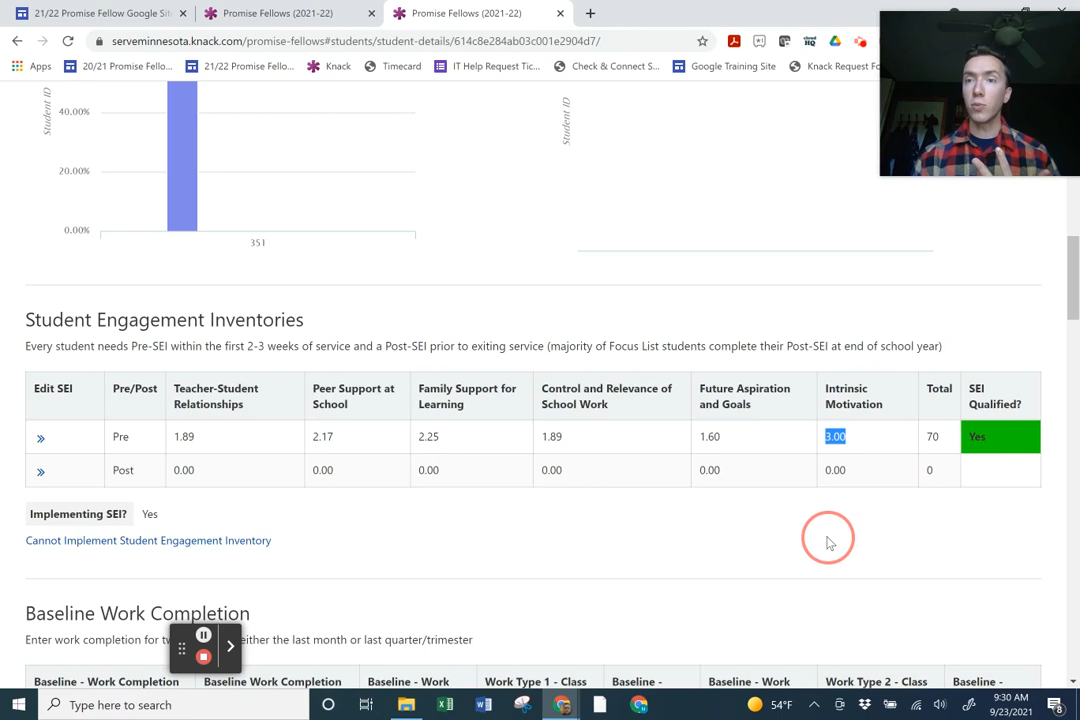 21/22 Promise Fellow Google Sit
Promise Fellows (2021-22)
Promise Fellows (2021-22)
serveminnesota.knack.com/promise-fellows#students/student-details/614c8e284ab03c001e2904d7/
Apps
20/21 Promise Fello...
21/22 Promise Fello...
Knack
Timecard
IT Help Request Tic...
Check & Connect S...
Google Training Site
Knack Request Fo
Student ID
40.00%
20.00%
0.00%
351
Student ID
Student Engagement Inventories
Every student needs Pre-SEI within the first 2-3 weeks of service and a Post-SEI prior to exiting service (majority of Focus List students complete their Post-SEI at end of school year)
Edit SEI Pre/Post Teacher-Student Relationships Peer Support at School Family Support for Learning Control and Relevance of School Work Future Aspiration and Goals Intrinsic Motivation Total SEI Qualified?
Pre 1.89 2.17 2.25 1.89 1.60 3.00 70 Yes
Post 0.00 0.00 0.00 0.00 0.00 0.00 0
Implementing SEI? Yes
Cannot Implement Student Engagement Inventory
Baseline Work Completion
Enter work completion for tw either the last month or last quarter/trimester
Baseline - Work Completion Baseline Work Completion Baseline - Work Work Type 1 - Class Baseline - Baseline - Work Work Type 2 - Class Baseline -
Type here to search
54°F
9:30 AM
9/23/2021
8